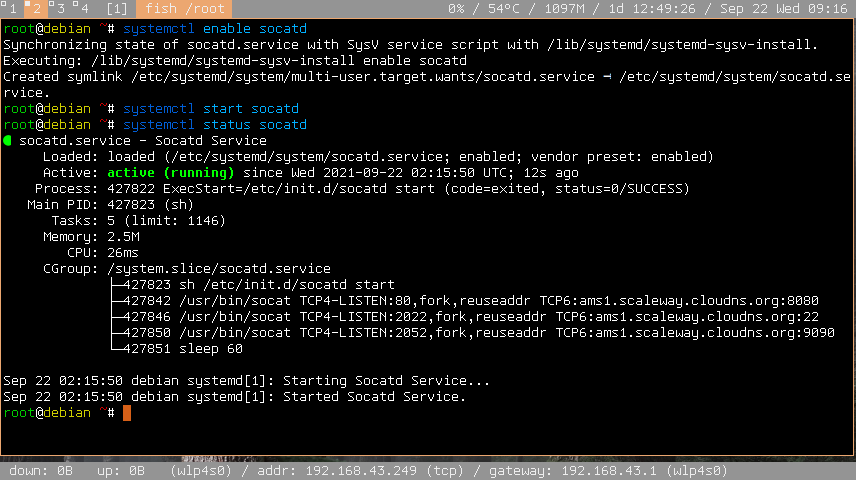 1 2 3 4 [1] fish /root 0% / 54°C / 1097M / 1d 12:49:26 / Sep 22 Wed 09:16
root@debian ~# systemctl enable socatd
Synchronizing state of socatd.service with SysV service script with /lib/systemd/systemd-sysv-install.
Executing: /lib/systemd/systemd-sysv-install enable socatd
Created symlink /etc/systemd/system/multi-user.target.wants/socatd.service → /etc/systemd/system/socatd.se
rvice.
root@debian ~# systemctl start socatd
root@debian ~# systemctl status socatd
● socatd.service - Socatd Service
Loaded: loaded (/etc/systemd/system/socatd.service; enabled; vendor preset: enabled)
Active: active (running) since Wed 2021-09-22 02:15:50 UTC; 12s ago
Process: 427822 ExecStart=/etc/init.d/socatd start (code=exited, status=0/SUCCESS)
Main PID: 427823 (sh)
Tasks: 5 (limit: 1146)
Memory: 2.5M
CPU: 26ms
CGroup: /system.slice/socatd.service
├─427823 sh /etc/init.d/socatd start
├─427842 /usr/bin/socat TCP4-LISTEN:80,fork,reuseaddr TCP6:ams1.scaleway.cloudns.org:8080
├─427846 /usr/bin/socat TCP4-LISTEN:2022,fork,reuseaddr TCP6:ams1.scaleway.cloudns.org:22
├─427850 /usr/bin/socat TCP4-LISTEN:2052,fork,reuseaddr TCP6:ams1.scaleway.cloudns.org:9090
└─427851 sleep 60
Sep 22 02:15:50 debian systemd[1]: Starting Socatd Service...
Sep 22 02:15:50 debian systemd[1]: Started Socatd Service.
root@debian ~#
down: 0B up: 0B (wlp4s0) / addr: 192.168.43.249 (tcp) / gateway: 192.168.43.1 (wlp4s0)